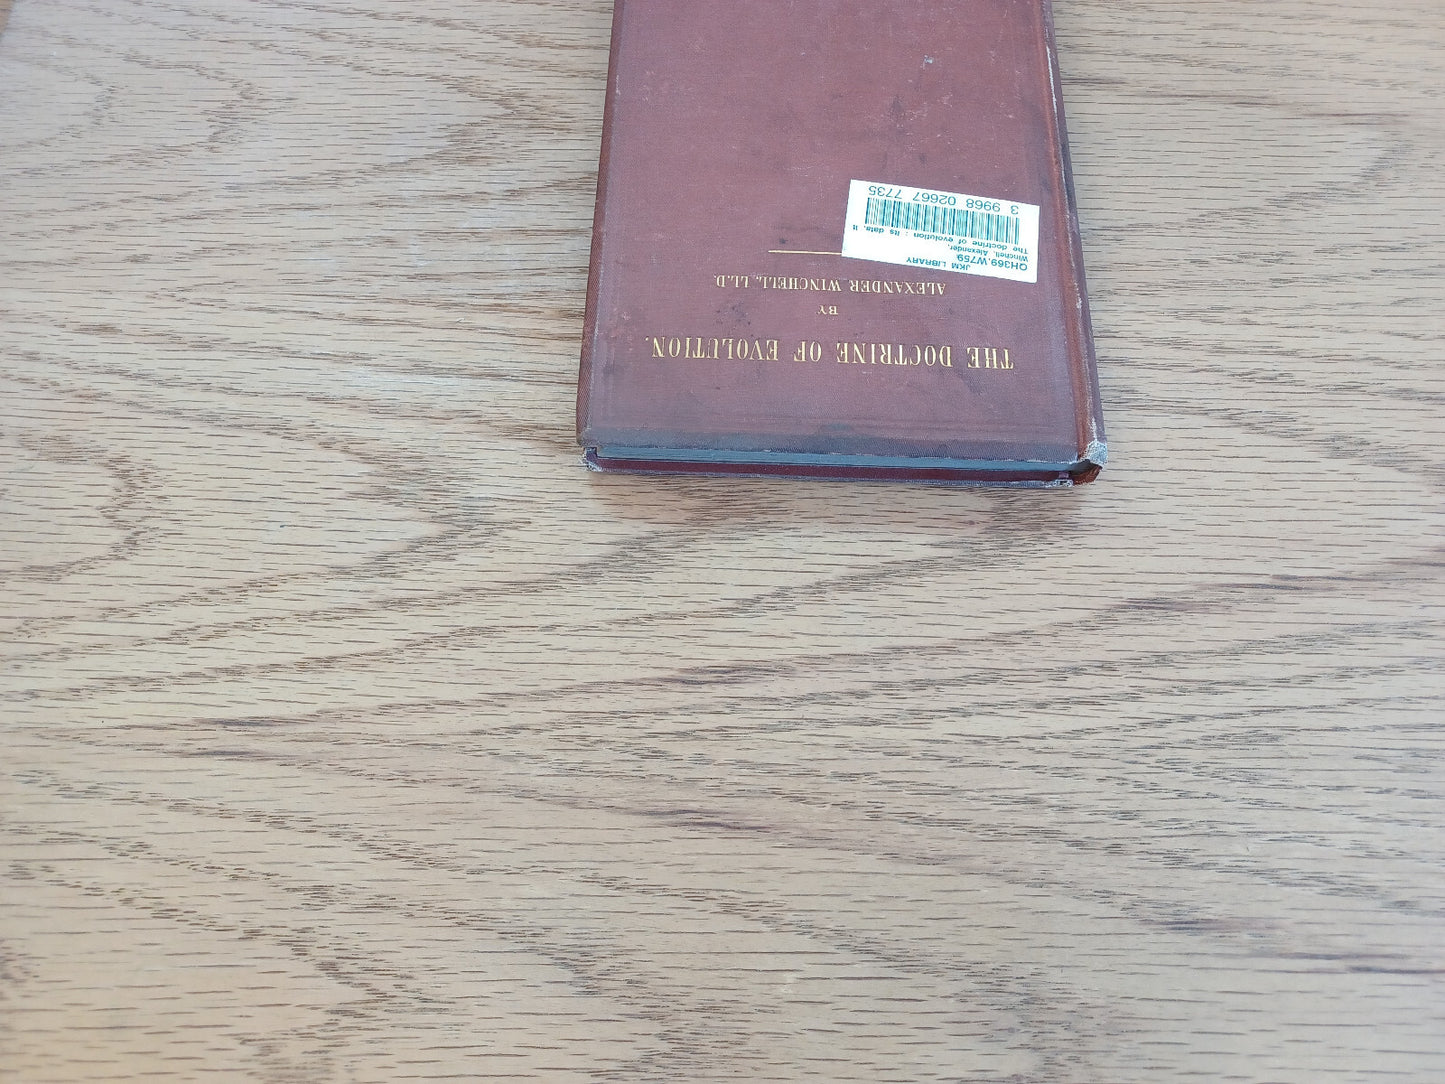 THE DOCTRINE OF EVOLUTION.
BY
ALEXANDER WINCHELL, LL.D.
JKM LIBRARY
QH369.W759
Winchell, Alexander,
The doctrine of evolution : its data, it
3 9968 02667 7735